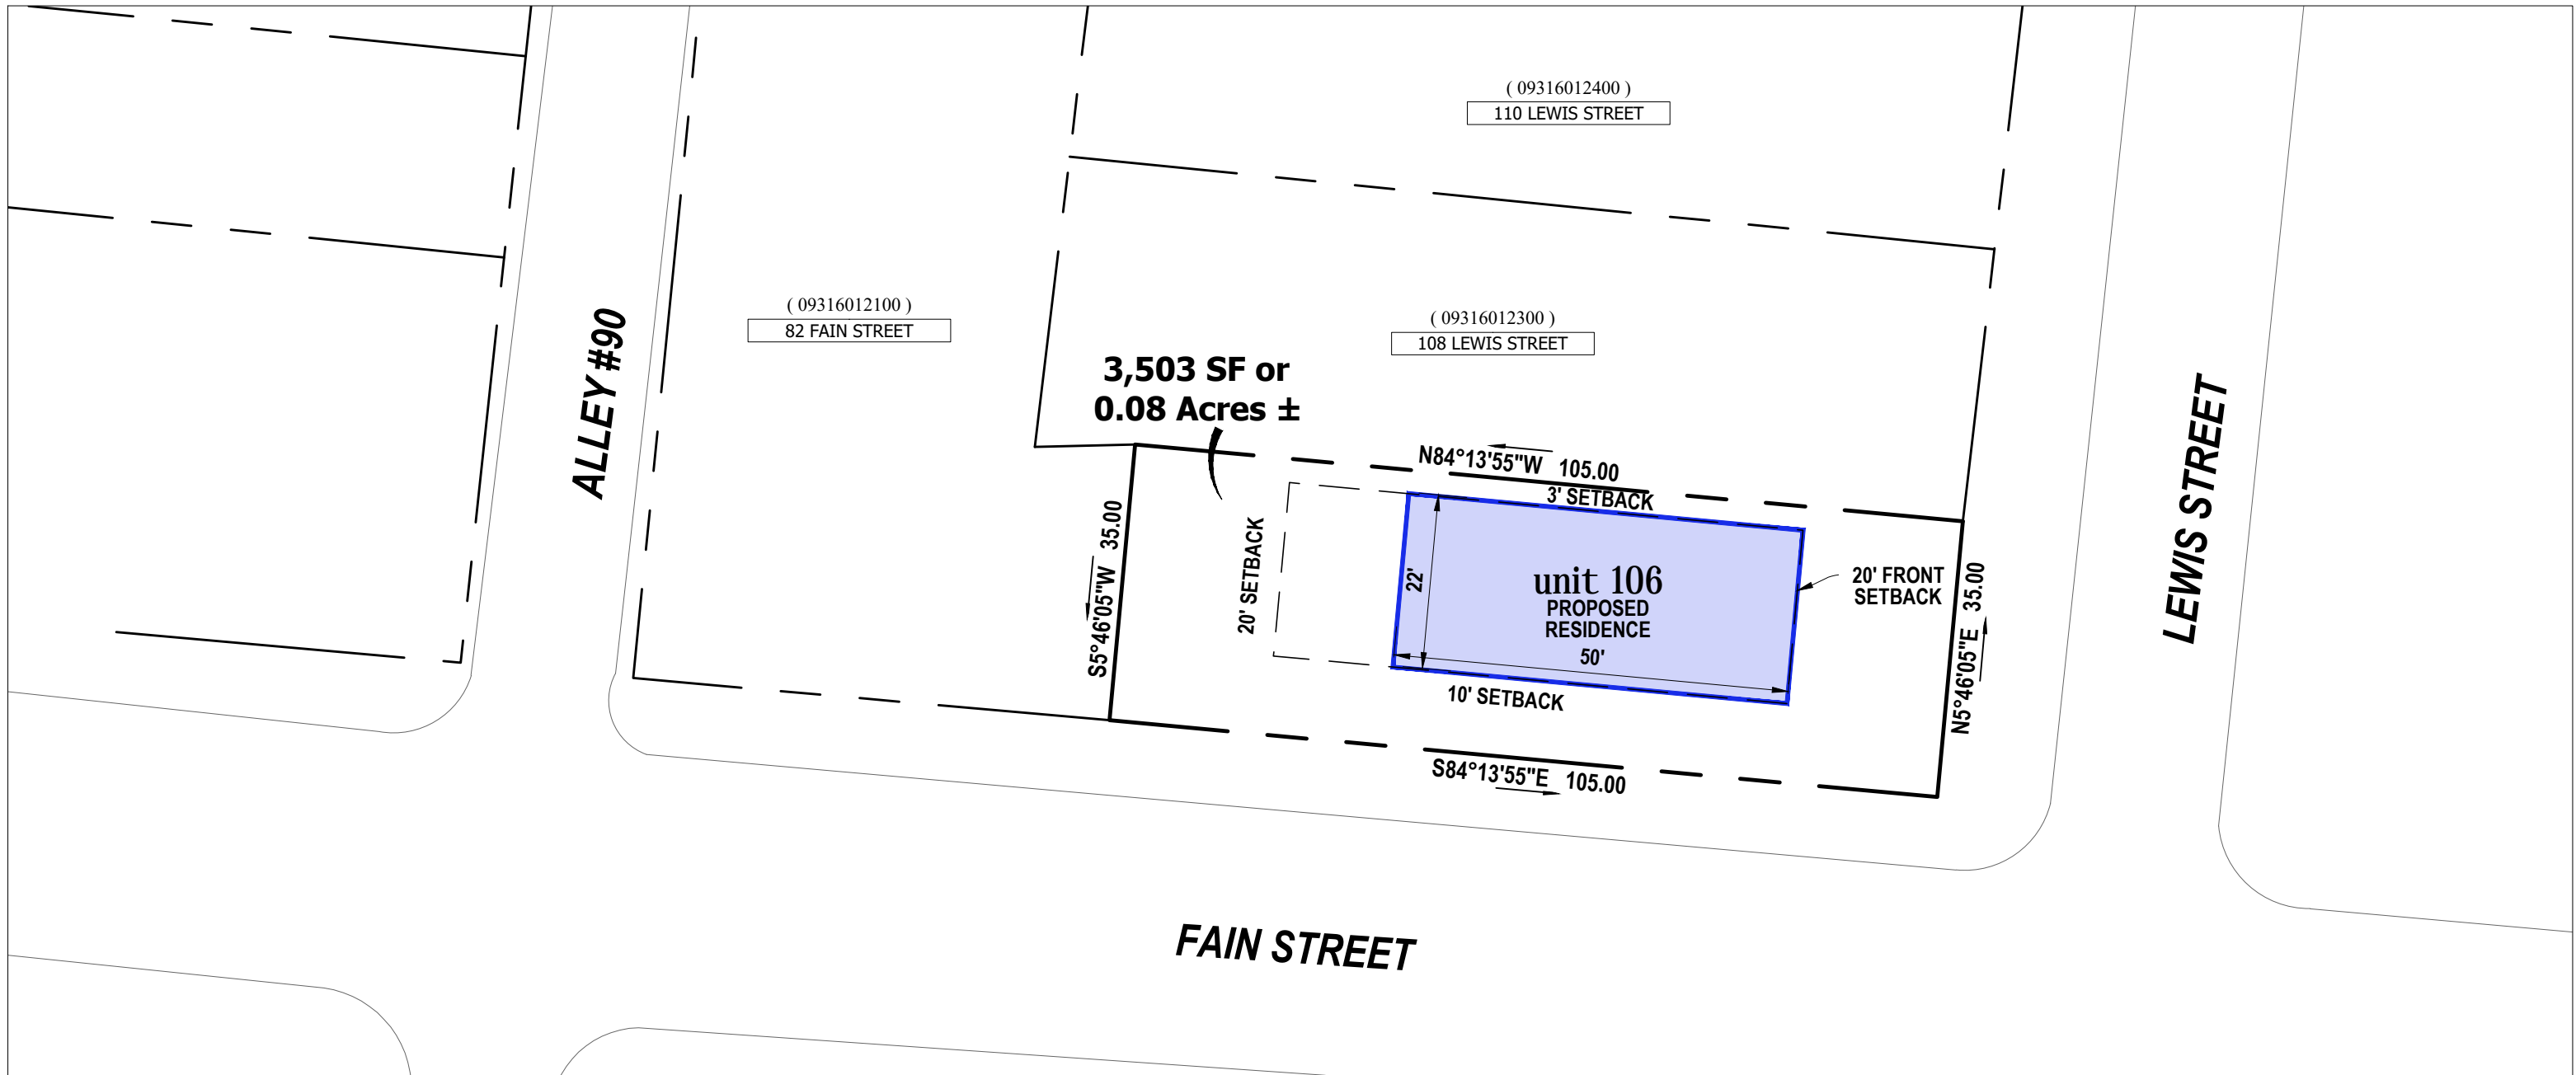 ( 09316012400 )
110 LEWIS STREET
( 09316012100 )
82 FAIN STREET
( 09316012300 )
108 LEWIS STREET
ALLEY #90
3,503 SF or
0.08 Acres ±
LEWIS STREET
N84°13'55"W 105.00
3' SETBACK
S5°46'05"W 35.00
20' SETBACK
22'
unit 106
PROPOSED
RESIDENCE
50'
20' FRONT
SETBACK
N5°46'05"E 35.00
10' SETBACK
S84°13'55"E 105.00
FAIN STREET